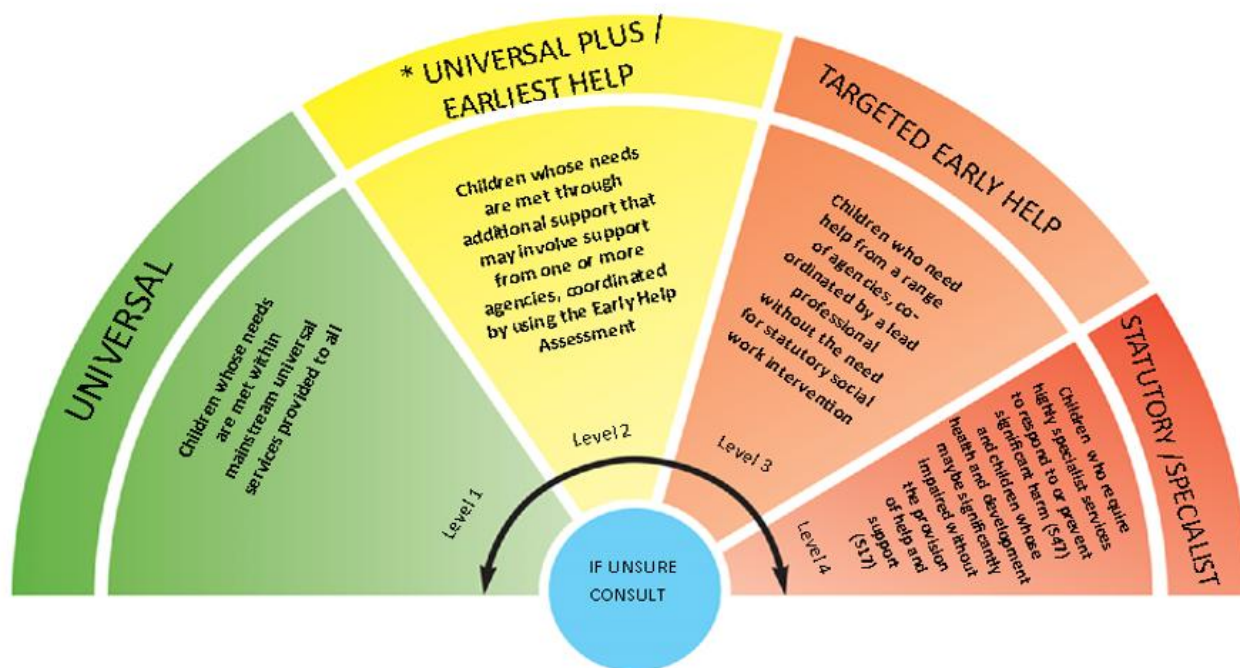 UNIVERSAL
Children whose needs
are met within
mainstream universal
services provided to all
Level 1
* UNIVERSAL PLUS /
EARLIEST HELP
Children whose needs
are met through
additional support that
may involve support
from one or more
agencies, coordinated
by using the Early Help
Assessment
Level 2
TARGETED EARLY HELP
Children who need
help from a range
of agencies, co-
ordinated by a lead
professional
without the need
for statutory social
work intervention
Level 3
STATUTORY / SPECIALIST
Children who require
highly specialist services
to respond to or prevent
significant harm (S47)
and children whose
health and development
maybe significantly
impaired without
the provision
of help and
support
(S17)
Level 4
IF UNSURE
CONSULT